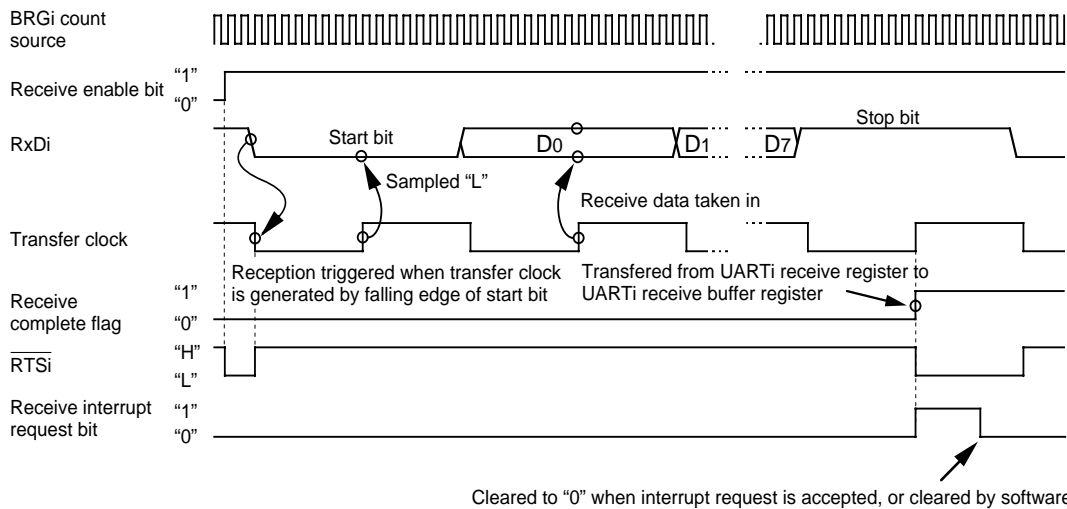 BRGi count
source
Receive enable bit
“1”
“0”
RxDi
Start bit
D0
D1
D7
Stop bit
Sampled “L”
Receive data taken in
Transfer clock
Reception triggered when transfer clock
is generated by falling edge of start bit
Transfered from UARTi receive register to
UARTi receive buffer register
Receive
complete flag
“1”
“0”
RTSi
“H”
“L”
Receive interrupt
request bit
“1”
“0”
Cleared to “0” when interrupt request is accepted, or cleared by software